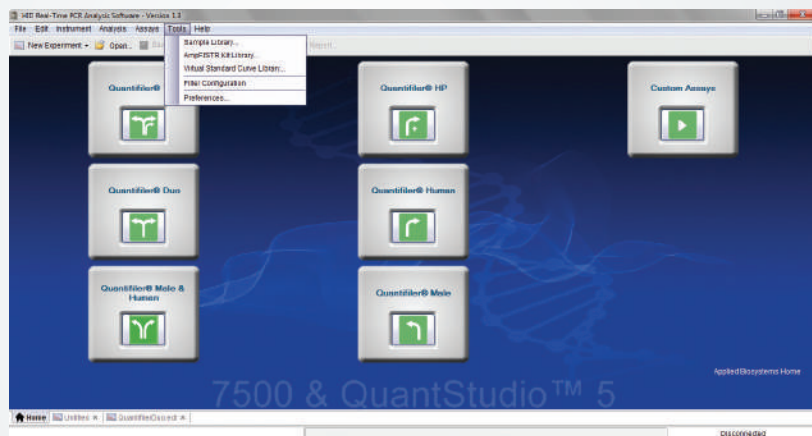 HID Real-Time PCR Analysis Software - Version 1.3
File Edit Instrument Analysis Assays Tools Help
New Experiment Open...
Report...
Sample Library...
AmpFlSTR Kit Library...
Virtual Standard Curve Library...
Filter Configuration
Preferences...
Quantifiler®
Quantifiler® HP
Custom Assays
Quantifiler® Duo
Quantifiler® Human
Quantifiler® Male &
Human
Quantifiler® Male
Applied Biosystems Home
7500 & QuantStudio™ 5
Home Utilities
Disconnected